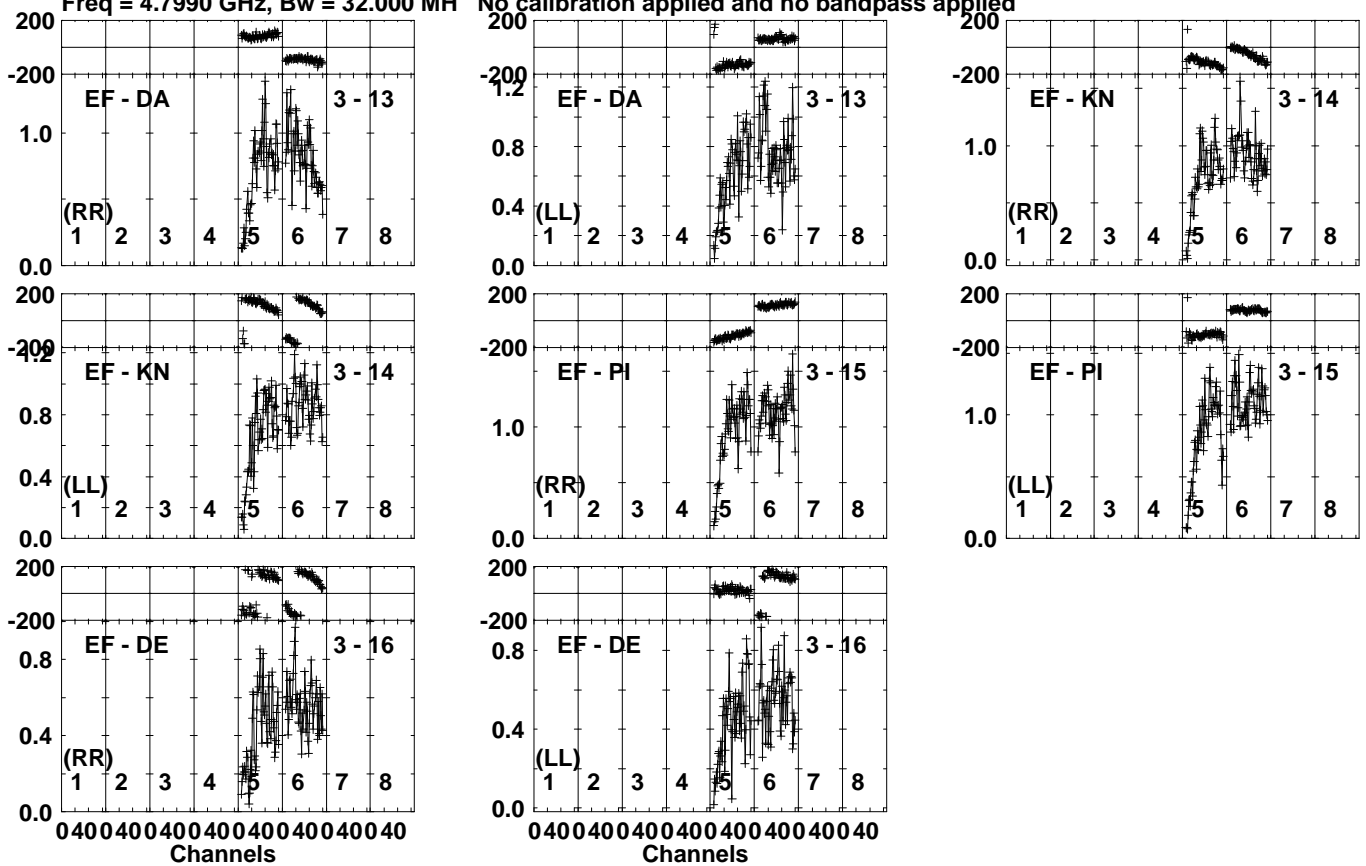 Freq = 4.7990 GHz, Bw = 32.000 MH No calibration applied and no bandpass applied
200
-200
EF - DA 3 - 13
1.0
(RR)
1 2 3 4 5 6 7 8
0.0
200
-200
1.2
EF - DA 3 - 13
0.8
0.4
(LL)
1 2 3 4 5 6 7 8
0.0
200
-200
EF - KN 3 - 14
1.0
(RR)
1 2 3 4 5 6 7 8
0.0
200
-200
1.2
EF - KN 3 - 14
0.8
0.4
(LL)
1 2 3 4 5 6 7 8
0.0
200
-200
EF - PI 3 - 15
1.0
(RR)
1 2 3 4 5 6 7 8
0.0
200
-200
EF - PI 3 - 15
1.0
(LL)
1 2 3 4 5 6 7 8
0.0
200
-200
EF - DE 3 - 16
0.8
0.4
(RR)
1 2 3 4 5 6 7 8
0.0
0 40 0 40 0 40 0 40 0 40 0 40 0 40 0 40
Channels
200
-200
EF - DE 3 - 16
0.8
0.4
(LL)
1 2 3 4 5 6 7 8
0.0
0 40 0 40 0 40 0 40 0 40 0 40 0 40 0 40
Channels